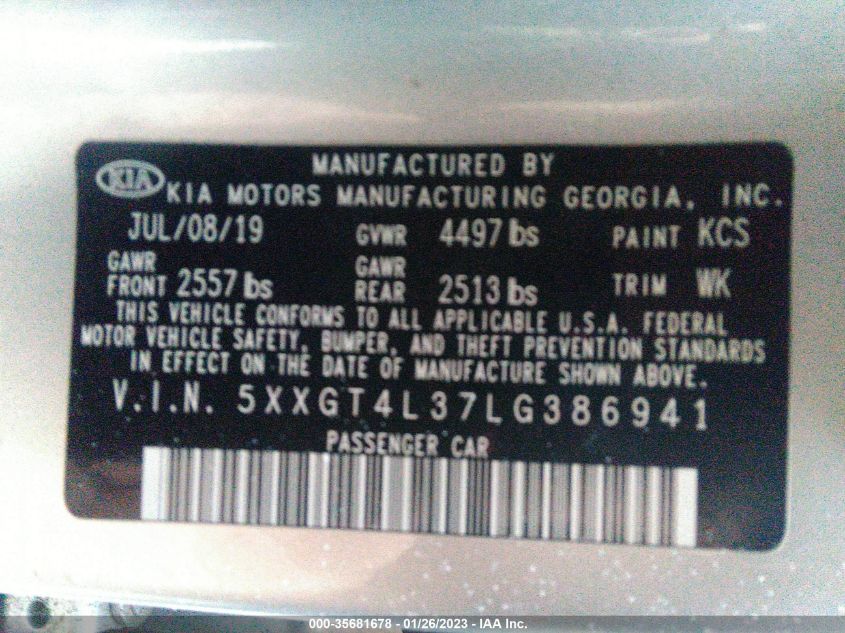 MANUFACTURED BY
KIA KIA MOTORS MANUFACTURING GEORGIA, INC.
JUL/08/19 GVWR 4497 lbs PAINT KCS
GAWR GAWR
FRONT 2557 lbs REAR 2513 lbs TRIM WK
THIS VEHICLE CONFORMS TO ALL APPLICABLE U.S.A. FEDERAL
MOTOR VEHICLE SAFETY, BUMPER, AND THEFT PREVENTION STANDARDS
IN EFFECT ON THE DATE OF MANUFACTURE SHOWN ABOVE.
V.I.N. 5XXGT4L37LG386941
PASSENGER CAR
000-35681678 - 01/26/2023 - IAA Inc.